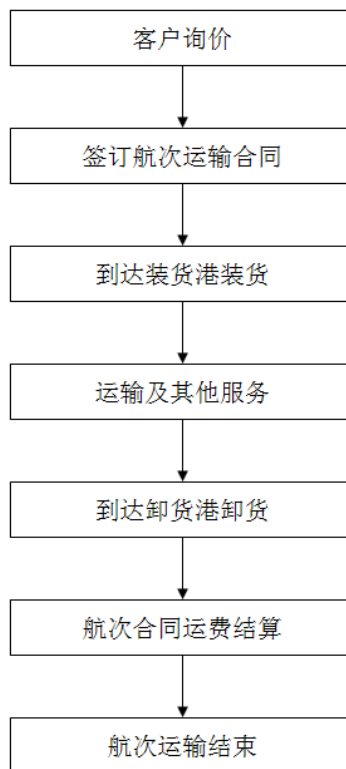 客户询价
签订航次运输合同
到达装货港装货
运输及其他服务
到达卸货港卸货
航次合同运费结算
航次运输结束